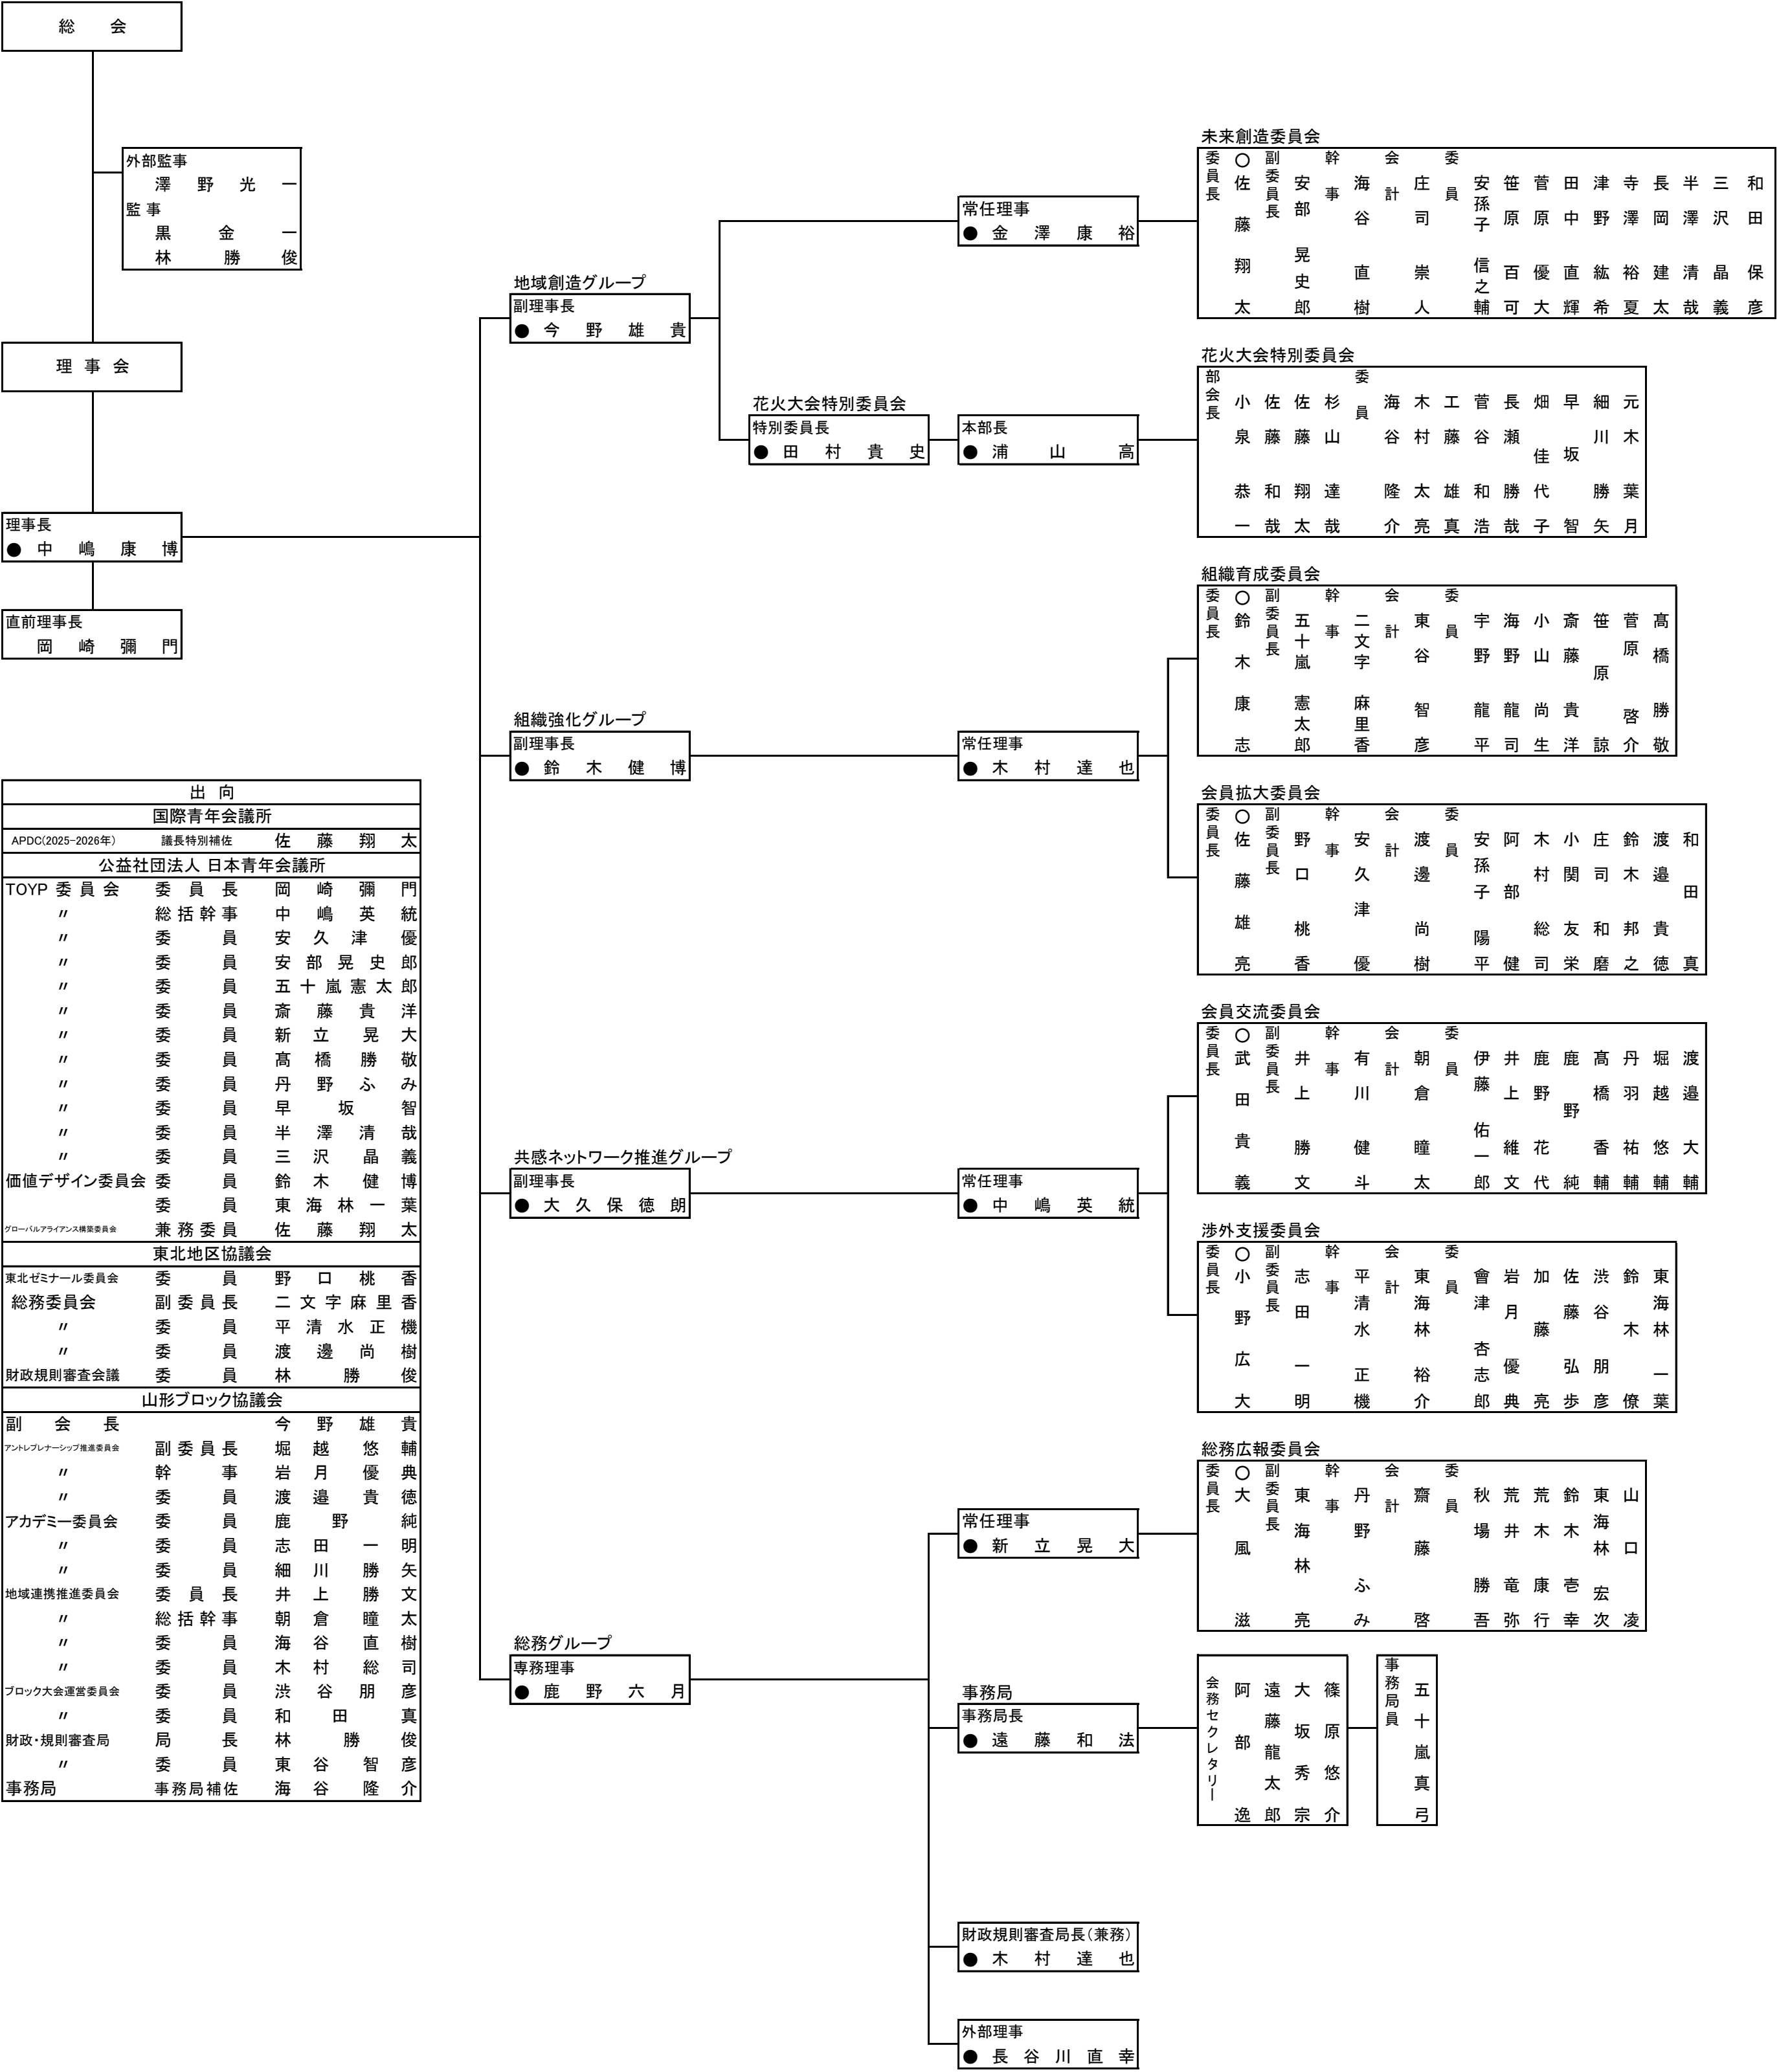 総 会
外部監事
澤野光一
監事
黒金一
林勝俊
理事会
理事長
●中嶋康博
直前理事長
岡崎彌門
地域創造グループ
副理事長
●今野雄貴
常任理事
●金澤康裕
未来創造委員会
委員長
○佐藤翔太
副委員長
安部晃史郎
幹事
海谷直樹
会計
庄司崇人
委員
安孫子信之輔
笹原百可
菅原優大
田中直輝
津野紘希
寺澤裕夏
長岡建太
半澤清哉
三沢晶義
和田保彦
花火大会特別委員会
特別委員長
●田村貴史
本部長
●浦山高
花火大会特別委員会
部会長
小泉恭一
佐藤和哉
佐藤翔太
杉山達哉
委員
海谷隆介
木村太亮
工藤雄真
菅谷和浩
長瀬勝哉
畑佳代子
早坂智
細川勝矢
元木葉月
組織強化グループ
副理事長
●鈴木健博
常任理事
●木村達也
組織育成委員会
委員長
○鈴木康志
副委員長
五十嵐憲太郎
幹事
二文字麻里香
会計
東谷智彦
委員
宇野龍平
海野龍司
小山尚生
斎藤貴洋
笹原諒
菅原啓介
髙橋勝敬
会員拡大委員会
委員長
○佐藤雄亮
副委員長
野口桃香
幹事
安久津優
会計
渡邊尚樹
委員
安孫子陽平
阿部健
木村総司
小関友栄
庄司和磨
鈴木邦之
渡邉貴徳
和田真
共感ネットワーク推進グループ
副理事長
●大久保徳朗
常任理事
●中嶋英統
会員交流委員会
委員長
○武田貴義
副委員長
井上勝文
幹事
有川健斗
会計
朝倉瞳太
委員
伊藤佑一郎
井上維文
鹿野花代
鹿野純
髙橋香輔
丹羽祐輔
堀越悠輔
渡邉大輔
渉外支援委員会
委員長
○小野広大
副委員長
志田一明
幹事
平清水正機
会計
東海林裕介
委員
會津杏志郎
岩月優典
加藤亮
佐藤弘歩
渋谷朋彦
鈴木僚
東海林一葉
総務グループ
専務理事
●鹿野六月
常任理事
●新立晃大
総務広報委員会
委員長
○大風滋
副委員長
東海林亮
幹事
丹野ふみ
会計
齋藤啓
委員
秋場勝吾
荒井竜弥
荒木康行
鈴木壱幸
東海林宏次
山口凌
事務局
事務局長
●遠藤和法
会務セクレタリー
阿部逸
遠藤龍太郎
大坂秀宗
篠原悠介
事務局員
五十嵐真弓
財政規則審査局長(兼務)
●木村達也
外部理事
●長谷川直幸
出 向
国際青年会議所
APDC(2025-2026年) 議長特別補佐 佐藤翔太
公益社団法人 日本青年会議所
TOYP 委員会 委員長 岡崎彌門
〃 総括幹事 中嶋英統
〃 委員 安久津優
〃 委員 安部晃史郎
〃 委員 五十嵐憲太郎
〃 委員 斎藤貴洋
〃 委員 新立晃大
〃 委員 髙橋勝敬
〃 委員 丹野ふみ
〃 委員 早坂智
〃 委員 半澤清哉
〃 委員 三沢晶義
価値デザイン委員会 委員 鈴木健博
委員 東海林一葉
グローバルアライアンス構築委員会 兼務委員 佐藤翔太
東北地区協議会
東北ゼミナール委員会 委員 野口桃香
総務委員会 副委員長 二文字麻里香
〃 委員 平清水正機
〃 委員 渡邊尚樹
財政規則審査会議 委員 林勝俊
山形ブロック協議会
副会長 今野雄貴
アントレプレナーシップ推進委員会 副委員長 堀越悠輔
〃 幹事 岩月優典
〃 委員 渡邉貴徳
アカデミー委員会 委員 鹿野純
〃 委員 志田一明
〃 委員 細川勝矢
地域連携推進委員会 委員長 井上勝文
〃 総括幹事 朝倉瞳太
〃 委員 海谷直樹
〃 委員 木村総司
ブロック大会運営委員会 委員 渋谷朋彦
〃 委員 和田真
財政・規則審査局 局長 林勝俊
〃 委員 東谷智彦
事務局 事務局補佐 海谷隆介